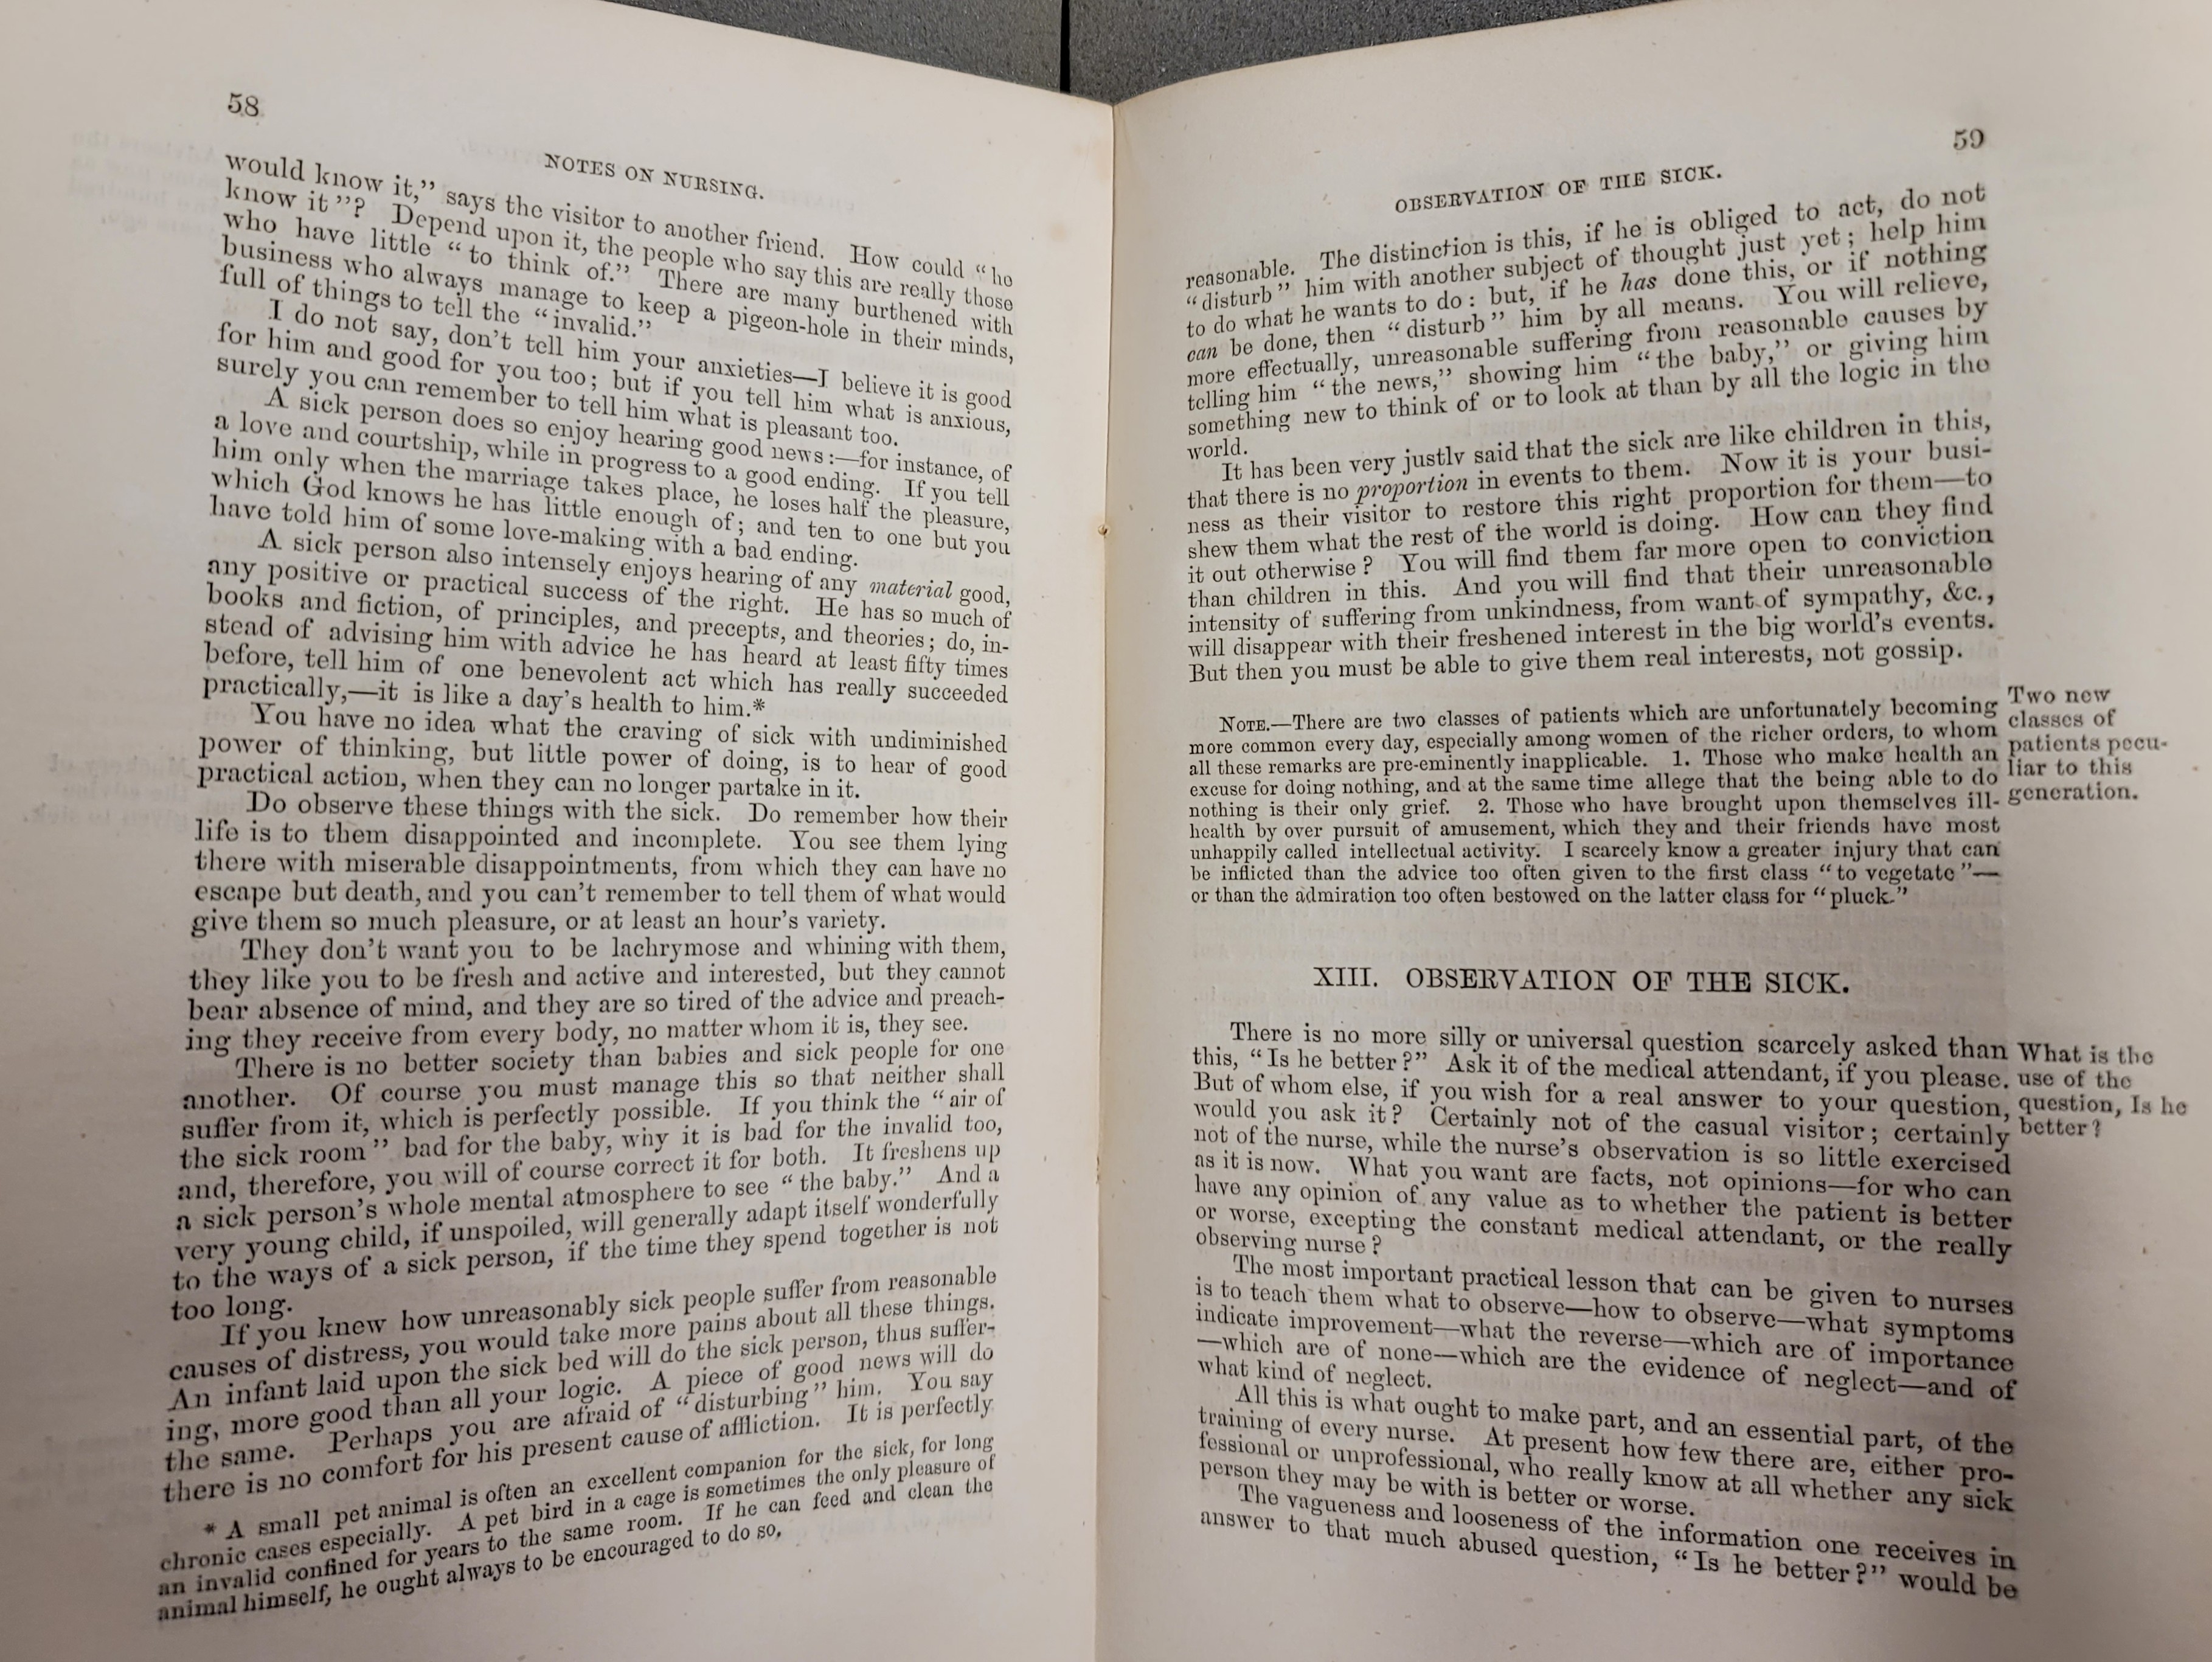 58
NOTES ON NURSING.
would know it," says the visitor to another friend. How could "he
know it"? Depend upon it, the people who say this are really those
who have little "to think of." There are many burthened with
business who always manage to keep a pigeon-hole in their minds,
full of things to tell the "invalid."
I do not say, don't tell him your anxieties—I believe it is good
for him and good for you too; but if you tell him what is anxious,
surely you can remember to tell him what is pleasant too.
A sick person does so enjoy hearing good news:—for instance, of
a love and courtship, while in progress to a good ending. If you tell
him only when the marriage takes place, he loses half the pleasure,
which God knows he has little enough of; and ten to one but you
have told him of some love-making with a bad ending.
A sick person also intensely enjoys hearing of any material good,
any positive or practical success of the right. He has so much of
books and fiction, of principles, and precepts, and theories; do, in-
stead of advising him with advice he has heard at least fifty times
before, tell him of one benevolent act which has really succeeded
practically,—it is like a day's health to him.*
You have no idea what the craving of sick with undiminished
power of thinking, but little power of doing, is to hear of good
practical action, when they can no longer partake in it.
Do observe these things with the sick. Do remember how their
life is to them disappointed and incomplete. You see them lying
there with miserable disappointments, from which they can have no
escape but death, and you can't remember to tell them of what would
give them so much pleasure, or at least an hour's variety.
They don't want you to be lachrymose and whining with them,
they like you to be fresh and active and interested, but they cannot
bear absence of mind, and they are so tired of the advice and preach-
ing they receive from every body, no matter whom it is, they see.
There is no better society than babies and sick people for one
another. Of course you must manage this so that neither shall
suffer from it, which is perfectly possible. If you think the "air of
the sick room" bad for the baby, why it is bad for the invalid too,
and, therefore, you will of course correct it for both. It freshens up
a sick person's whole mental atmosphere to see "the baby." And a
very young child, if unspoiled, will generally adapt itself wonderfully
to the ways of a sick person, if the time they spend together is not
too long.
If you knew how unreasonably sick people suffer from reasonable
causes of distress, you would take more pains about all these things.
An infant laid upon the sick bed will do the sick person, thus suffer-
ing, more good than all your logic. A piece of good news will do
the same. Perhaps you are afraid of "disturbing" him. You say
there is no comfort for his present cause of affliction. It is perfectly
* A small pet animal is often an excellent companion for the sick, for long
chronic cases especially. A pet bird in a cage is sometimes the only pleasure of
an invalid confined for years to the same room. If he can feed and clean the
animal himself, he ought always to be encouraged to do so,
59
OBSERVATION OF THE SICK.
reasonable. The distinction is this, if he is obliged to act, do not
"disturb" him with another subject of thought just yet; help him
to do what he wants to do: but, if he has done this, or if nothing
can be done, then "disturb" him by all means. You will relieve,
more effectually, unreasonable suffering from reasonable causes by
telling him "the news," showing him "the baby," or giving him
something new to think of or to look at than by all the logic in the
world.
It has been very justly said that the sick are like children in this,
that there is no proportion in events to them. Now it is your busi-
ness as their visitor to restore this right proportion for them—to
shew them what the rest of the world is doing. How can they find
it out otherwise? You will find them far more open to conviction
than children in this. And you will find that their unreasonable
intensity of suffering from unkindness, from want of sympathy, &c.,
will disappear with their freshened interest in the big world's events.
But then you must be able to give them real interests, not gossip.
NOTE.—There are two classes of patients which are unfortunately becoming
more common every day, especially among women of the richer orders, to whom
all these remarks are pre-eminently inapplicable. 1. Those who make health an
excuse for doing nothing, and at the same time allege that the being able to do
nothing is their only grief. 2. Those who have brought upon themselves ill-
health by over pursuit of amusement, which they and their friends have most
unhappily called intellectual activity. I scarcely know a greater injury that can
be inflicted than the advice too often given to the first class "to vegetate"—
or than the admiration too often bestowed on the latter class for "pluck."
Two new
classes of
patients pecu-
liar to this
generation.
XIII. OBSERVATION OF THE SICK.
There is no more silly or universal question scarcely asked than
this, "Is he better?" Ask it of the medical attendant, if you please.
But of whom else, if you wish for a real answer to your question,
would you ask it? Certainly not of the casual visitor; certainly
not of the nurse, while the nurse's observation is so little exercised
as it is now. What you want are facts, not opinions—for who can
have any opinion of any value as to whether the patient is better
or worse, excepting the constant medical attendant, or the really
observing nurse?
What is the
use of the
question, Is he
better?
The most important practical lesson that can be given to nurses
is to teach them what to observe—how to observe—what symptoms
indicate improvement—what the reverse—which are of importance
—which are of none—which are the evidence of neglect—and of
what kind of neglect.
All this is what ought to make part, and an essential part, of the
training of every nurse. At present how few there are, either pro-
fessional or unprofessional, who really know at all whether any sick
person they may be with is better or worse.
The vagueness and looseness of the information one receives in
answer to that much abused question, "Is he better?" would be